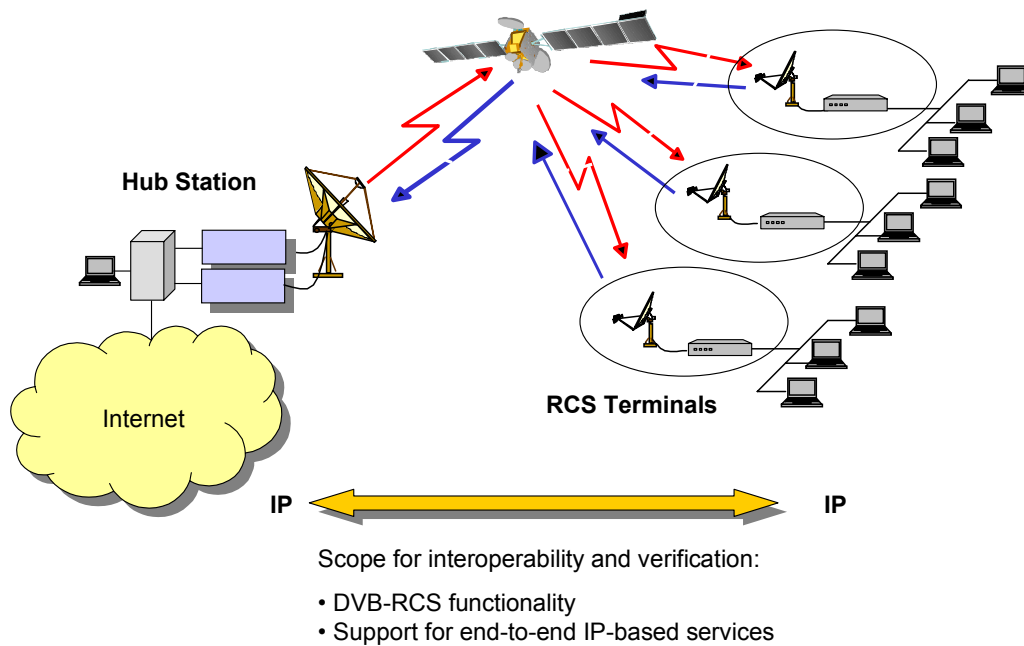 Hub Station
Internet
RCS Terminals
IP
IP
Scope for interoperability and verification:
• DVB-RCS functionality
• Support for end-to-end IP-based services